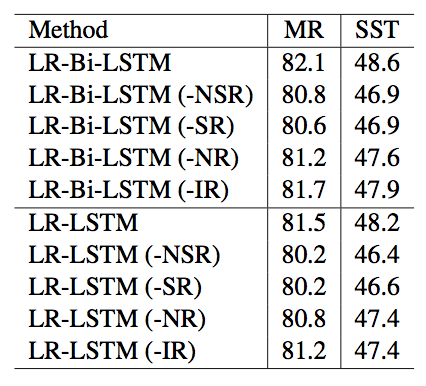 Method MR SST
LR-Bi-LSTM 82.1 48.6
LR-Bi-LSTM (-NSR) 80.8 46.9
LR-Bi-LSTM (-SR) 80.6 46.9
LR-Bi-LSTM (-NR) 81.2 47.6
LR-Bi-LSTM (-IR) 81.7 47.9
LR-LSTM 81.5 48.2
LR-LSTM (-NSR) 80.2 46.4
LR-LSTM (-SR) 80.2 46.6
LR-LSTM (-NR) 80.8 47.4
LR-LSTM (-IR) 81.2 47.4